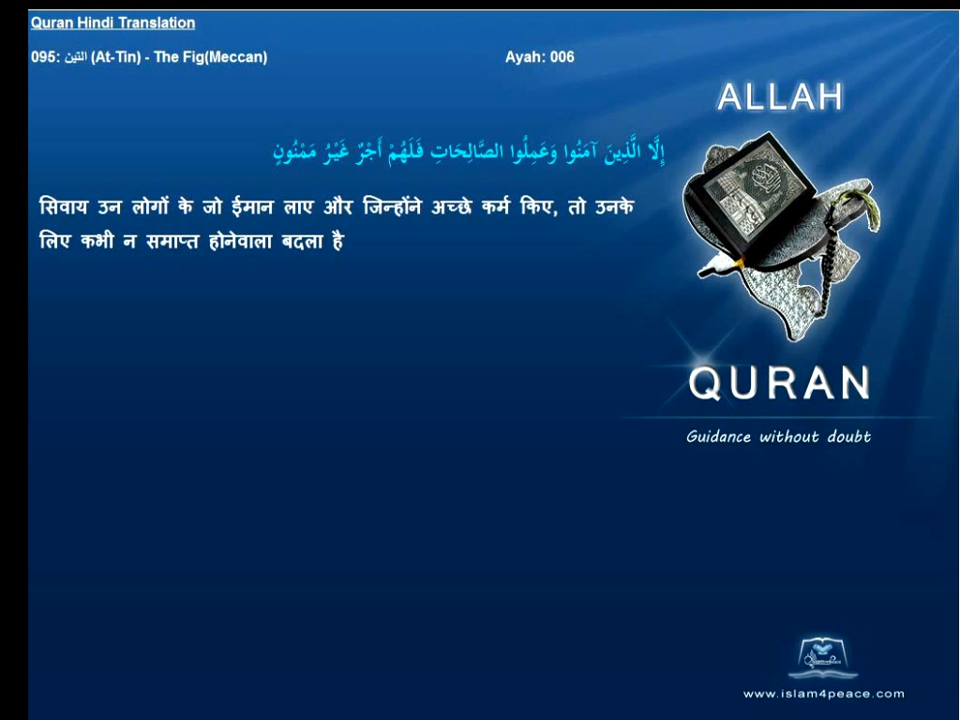 Quran Hindi Translation
095: التين (At-Tin) - The Fig(Meccan) Ayah: 006
ALLAH
إِلَّا الَّذِينَ آمَنُوا وَعَمِلُوا الصَّالِحَاتِ فَلَهُمْ أَجْرٌ غَيْرُ مَمْنُونٍ
सिवाय उन लोगों के जो ईमान लाए और जिन्होंने अच्छे कर्म किए, तो उनके
लिए कभी न समाप्त होनेवाला बदला है
QURAN
Guidance without doubt
www.islam4peace.com